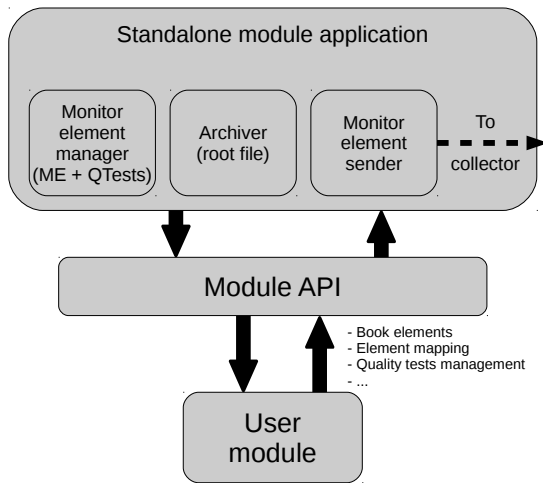 Standalone module application
Monitor
element
manager
(ME + QTests)
Archiver
(root file)
Monitor
element
sender
To
collector
Module API
- Book elements
- Element mapping
- Quality tests management
- ...
User
module